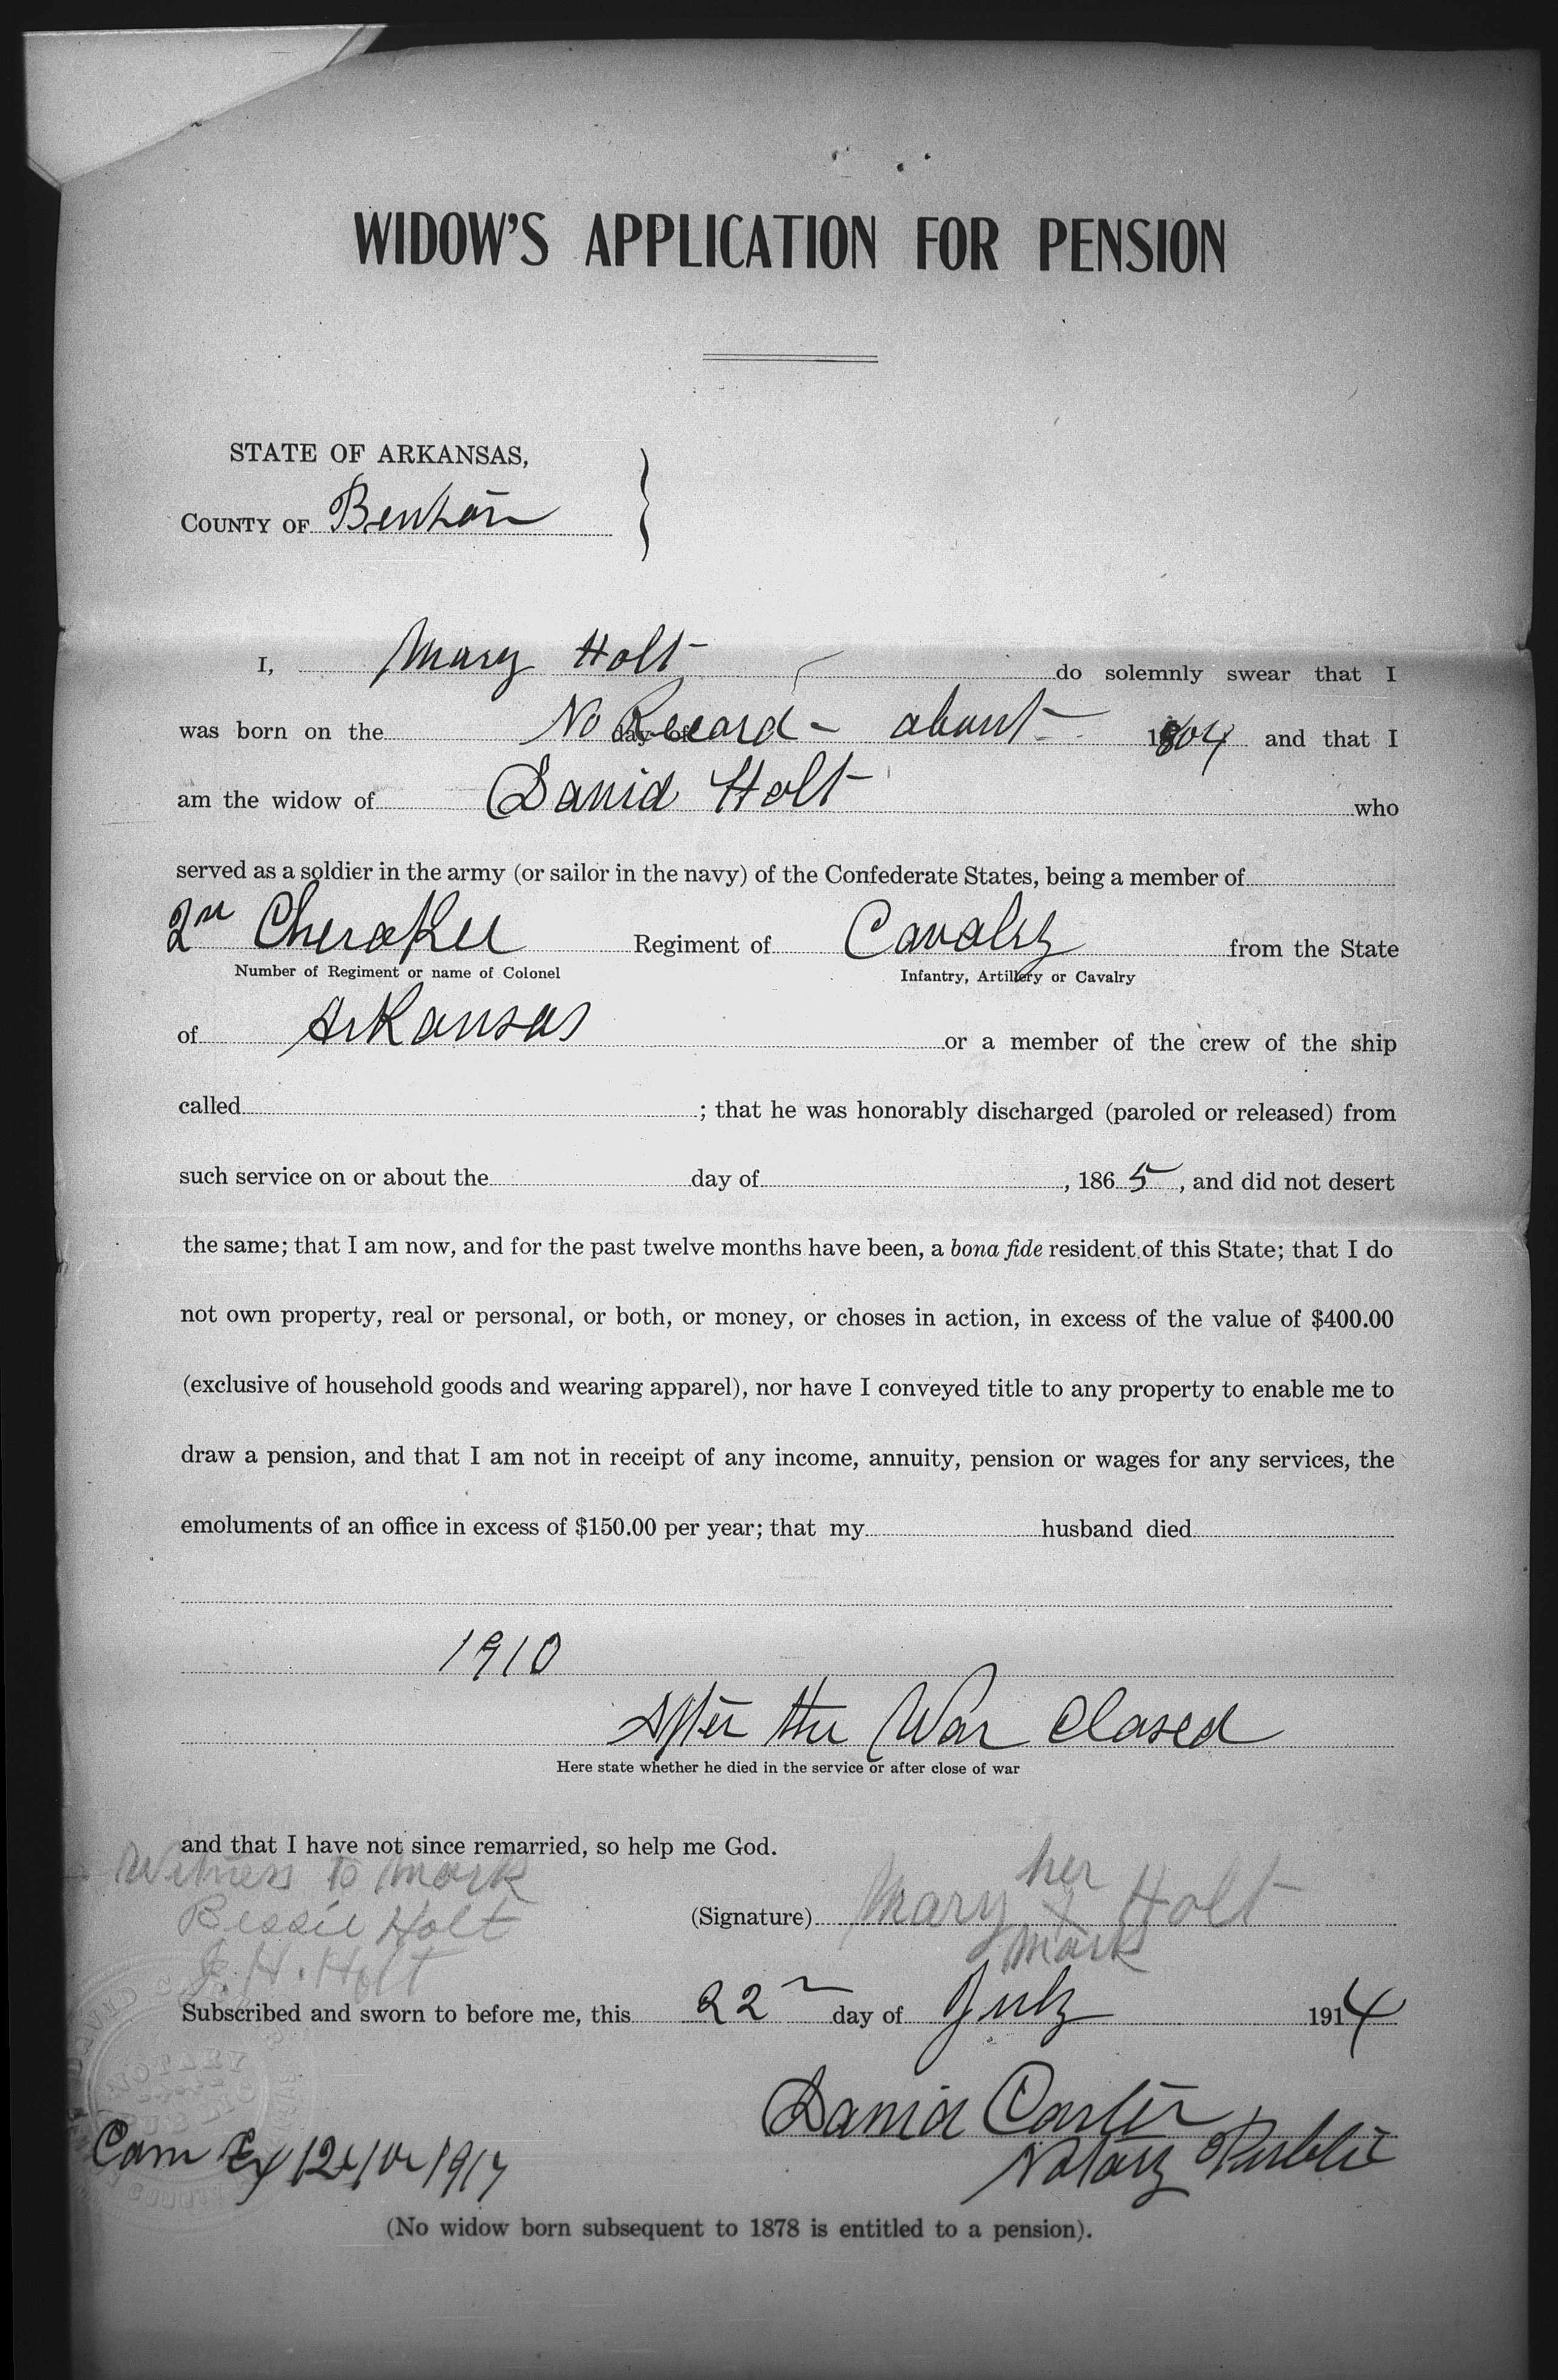 WIDOW'S APPLICATION FOR PENSION
STATE OF ARKANSAS,
COUNTY OF Benton
I, Mary Holt do solemnly swear that I
was born on the No Record - about 1804 and that I
am the widow of David Holt who
served as a soldier in the army (or sailor in the navy) of the Confederate States, being a member of
2nd Cherokee Regiment of Cavalry from the State
Number of Regiment or name of Colonel Infantry, Artillery or Cavalry
of Arkansas or a member of the crew of the ship
called ; that he was honorably discharged (paroled or released) from
such service on or about the day of , 1865, and did not desert
the same; that I am now, and for the past twelve months have been, a bona fide resident of this State; that I do
not own property, real or personal, or both, or money, or choses in action, in excess of the value of $400.00
(exclusive of household goods and wearing apparel), nor have I conveyed title to any property to enable me to
draw a pension, and that I am not in receipt of any income, annuity, pension or wages for any services, the
emoluments of an office in excess of $150.00 per year; that my husband died
1910
After the War Closed
Here state whether he died in the service or after close of war
and that I have not since remarried, so help me God.
Witness to mark
Bessie Holt
J. H. Holt
her
(Signature) Mary X Holt
mark
Subscribed and sworn to before me, this 22n day of July 1914
David Carter
Notary Public
Com Ex 1917
NOTARY
PUBLIC
COUNTY
(No widow born subsequent to 1878 is entitled to a pension).